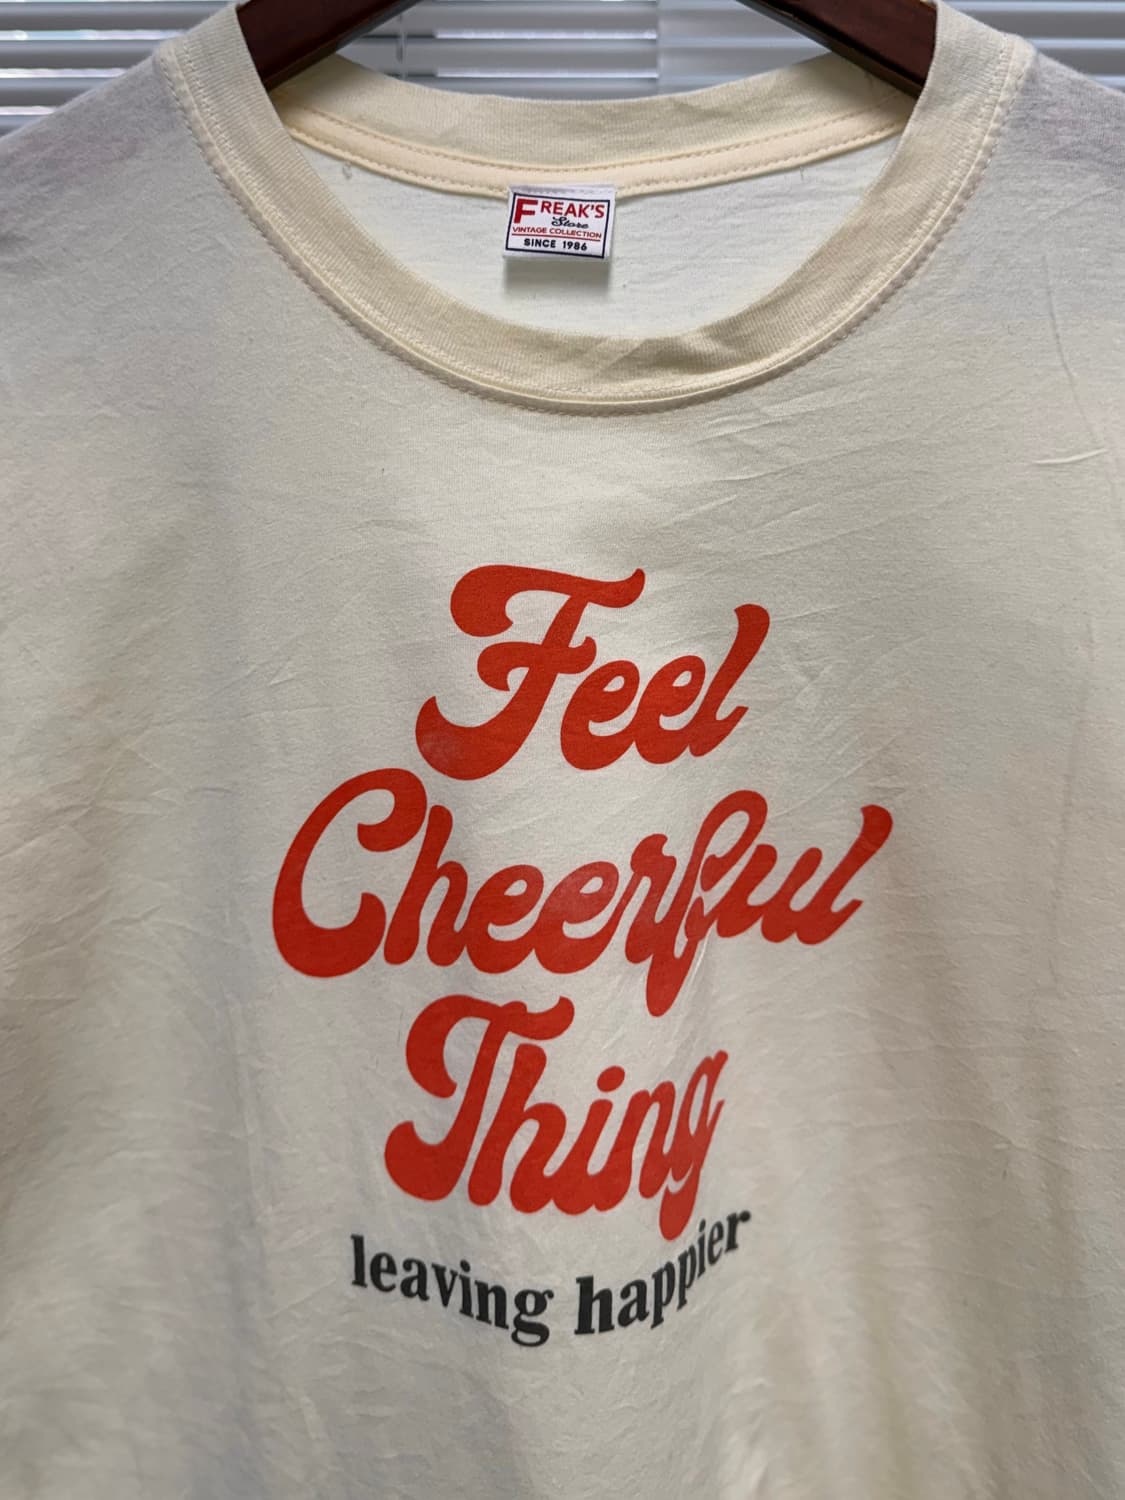 FREAK'S
Store
VINTAGE COLLECTION
SINCE 1986
Feel
Cheerful
Thing
leaving happier